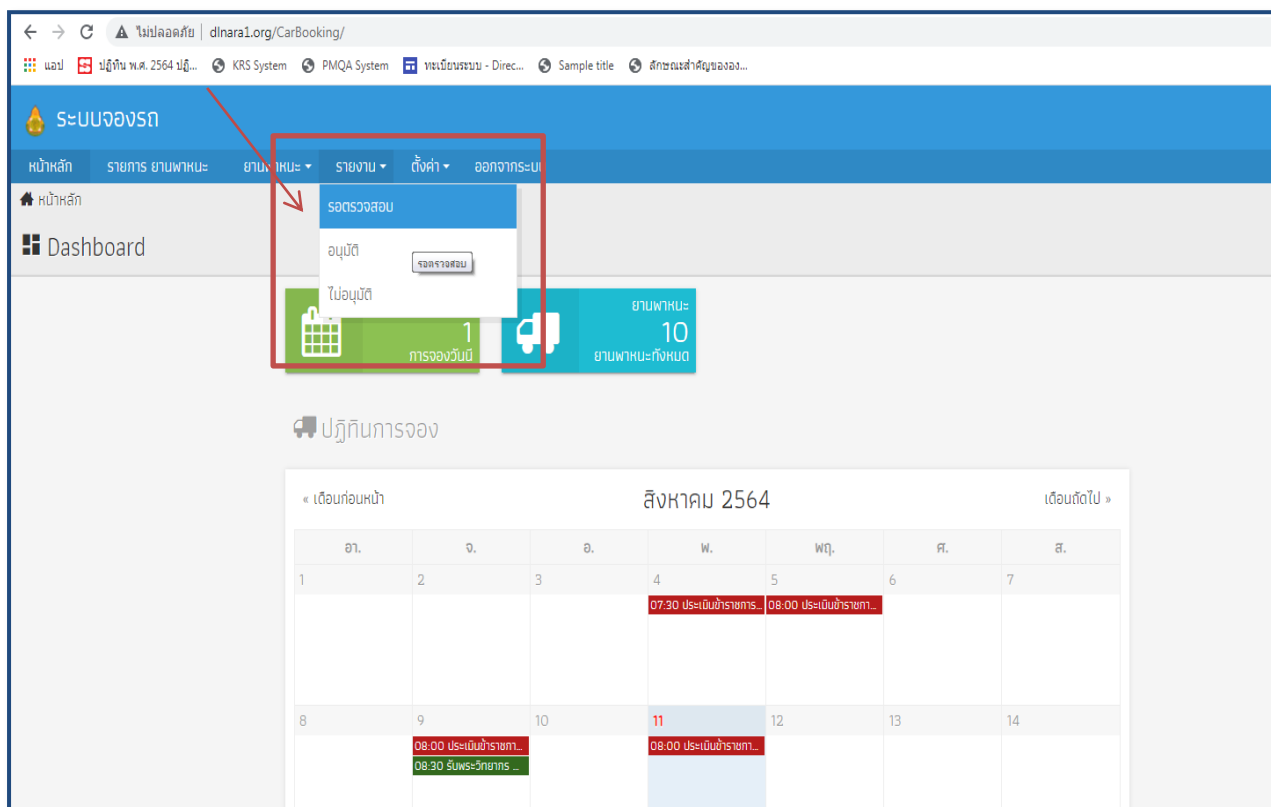 ไม่ปลอดภัย | dlnara1.org/CarBooking/
แอป ปฏิทิน พ.ศ. 2564 ปฏิ... KRS System PMQA System ทะเบียนระบบ - Direc... Sample title ลักษณะสำคัญขององ...
ระบบจองรถ
หน้าหลัก รายการ ยานพาหนะ ยานพาหนะ รายงาน ตั้งค่า ออกจากระบบ
หน้าหลัก
รอตรวจสอบ
Dashboard
อนุมัติ
รอตรวจสอบ
ไม่อนุมัติ
ยานพาหนะ
1 10
การจองวันนี้ ยานพาหนะทั้งหมด
ปฏิทินการจอง
« เดือนก่อนหน้า สิงหาคม 2564 เดือนถัดไป »
อา. จ. อ. พ. พฤ. ศ. ส.
1 2 3 4 5 6 7
07:30 ประเมินข้าราชการ... 08:00 ประเมินข้าราชกา...
8 9 10 11 12 13 14
08:00 ประเมินข้าราชกา... 08:00 ประเมินข้าราชกา...
08:30 รับพระวิทยากร ...